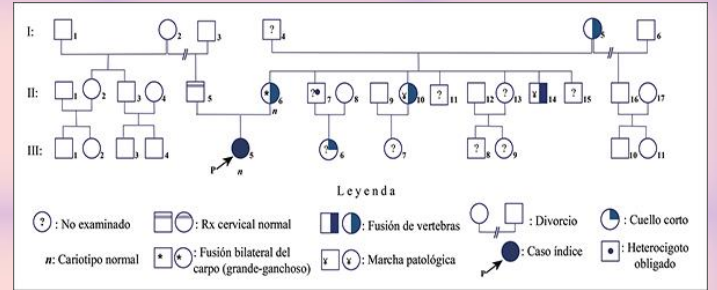 I:
1 2 3 ? 4 5 6
II:
1 2 3 4 5 * 6 ? 7 8 9 ¥ 10 ? 11 12 ? 13 ¥ 14 ? 15 16 17
n
III:
1 2 3 4 5 ? 6 ? 7 ? 8 ? 9 10 11
P n
Leyenda
? : No examinado : Rx cervical normal : Fusión de vertebras : Divorcio : Cuello corto
n: Cariotipo normal * * : Fusión bilateral del ¥ ¥ : Marcha patológica : Caso índice : Heterocigoto
carpo (grande-ganchoso) P obligado